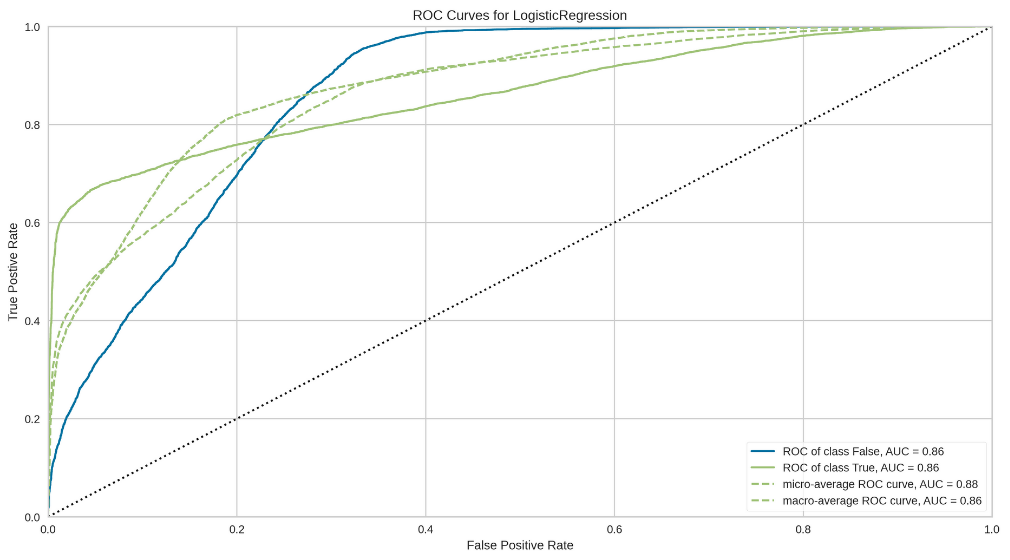 ROC Curves for LogisticRegression
1.0
0.8
0.6
0.4
0.2
0.0
True Positive Rate
0.0 0.2 0.4 0.6 0.8 1.0
False Positive Rate
ROC of class False, AUC = 0.86
ROC of class True, AUC = 0.86
micro-average ROC curve, AUC = 0.88
macro-average ROC curve, AUC = 0.86